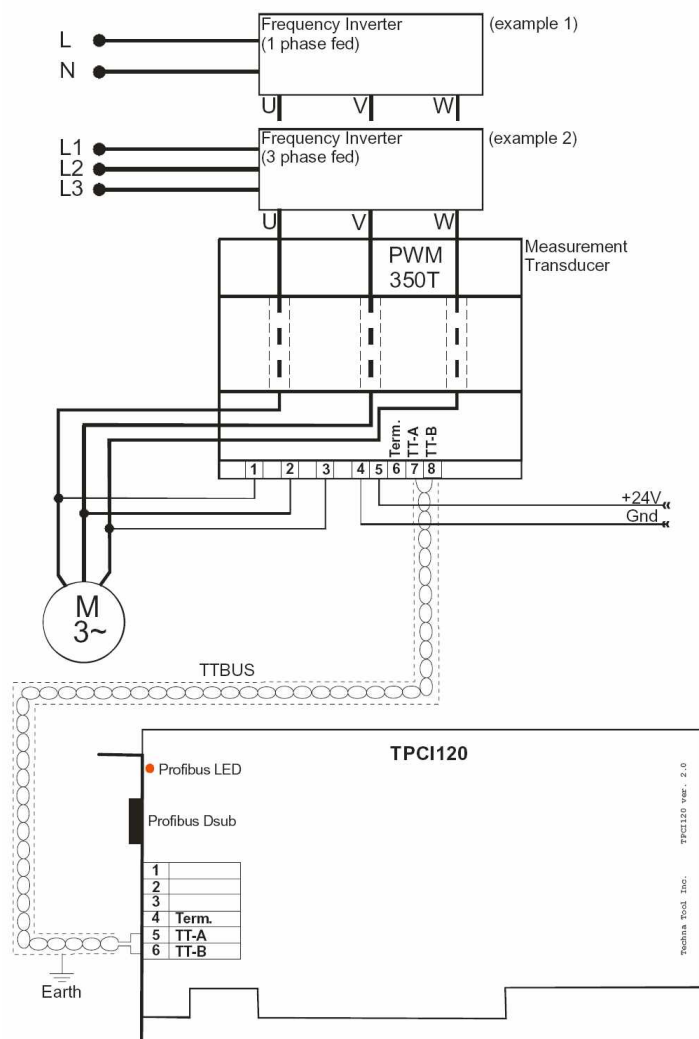 Frequency Inverter
(1 phase fed)
(example 1)
L
N
U V W
Frequency Inverter
(3 phase fed)
(example 2)
L1
L2
L3
U V W
PWM
350T
Measurement
Transducer
Term.
TT-A
TT-B
1 2 3 4 5 6 7 8
+24V
Gnd
M
3~
TTBUS
TPCI120
Profibus LED
Profibus Dsub
1
2
3
4 Term.
5 TT-A
6 TT-B
Earth
TPCI120 ver. 2.0
Techna Tool Inc.